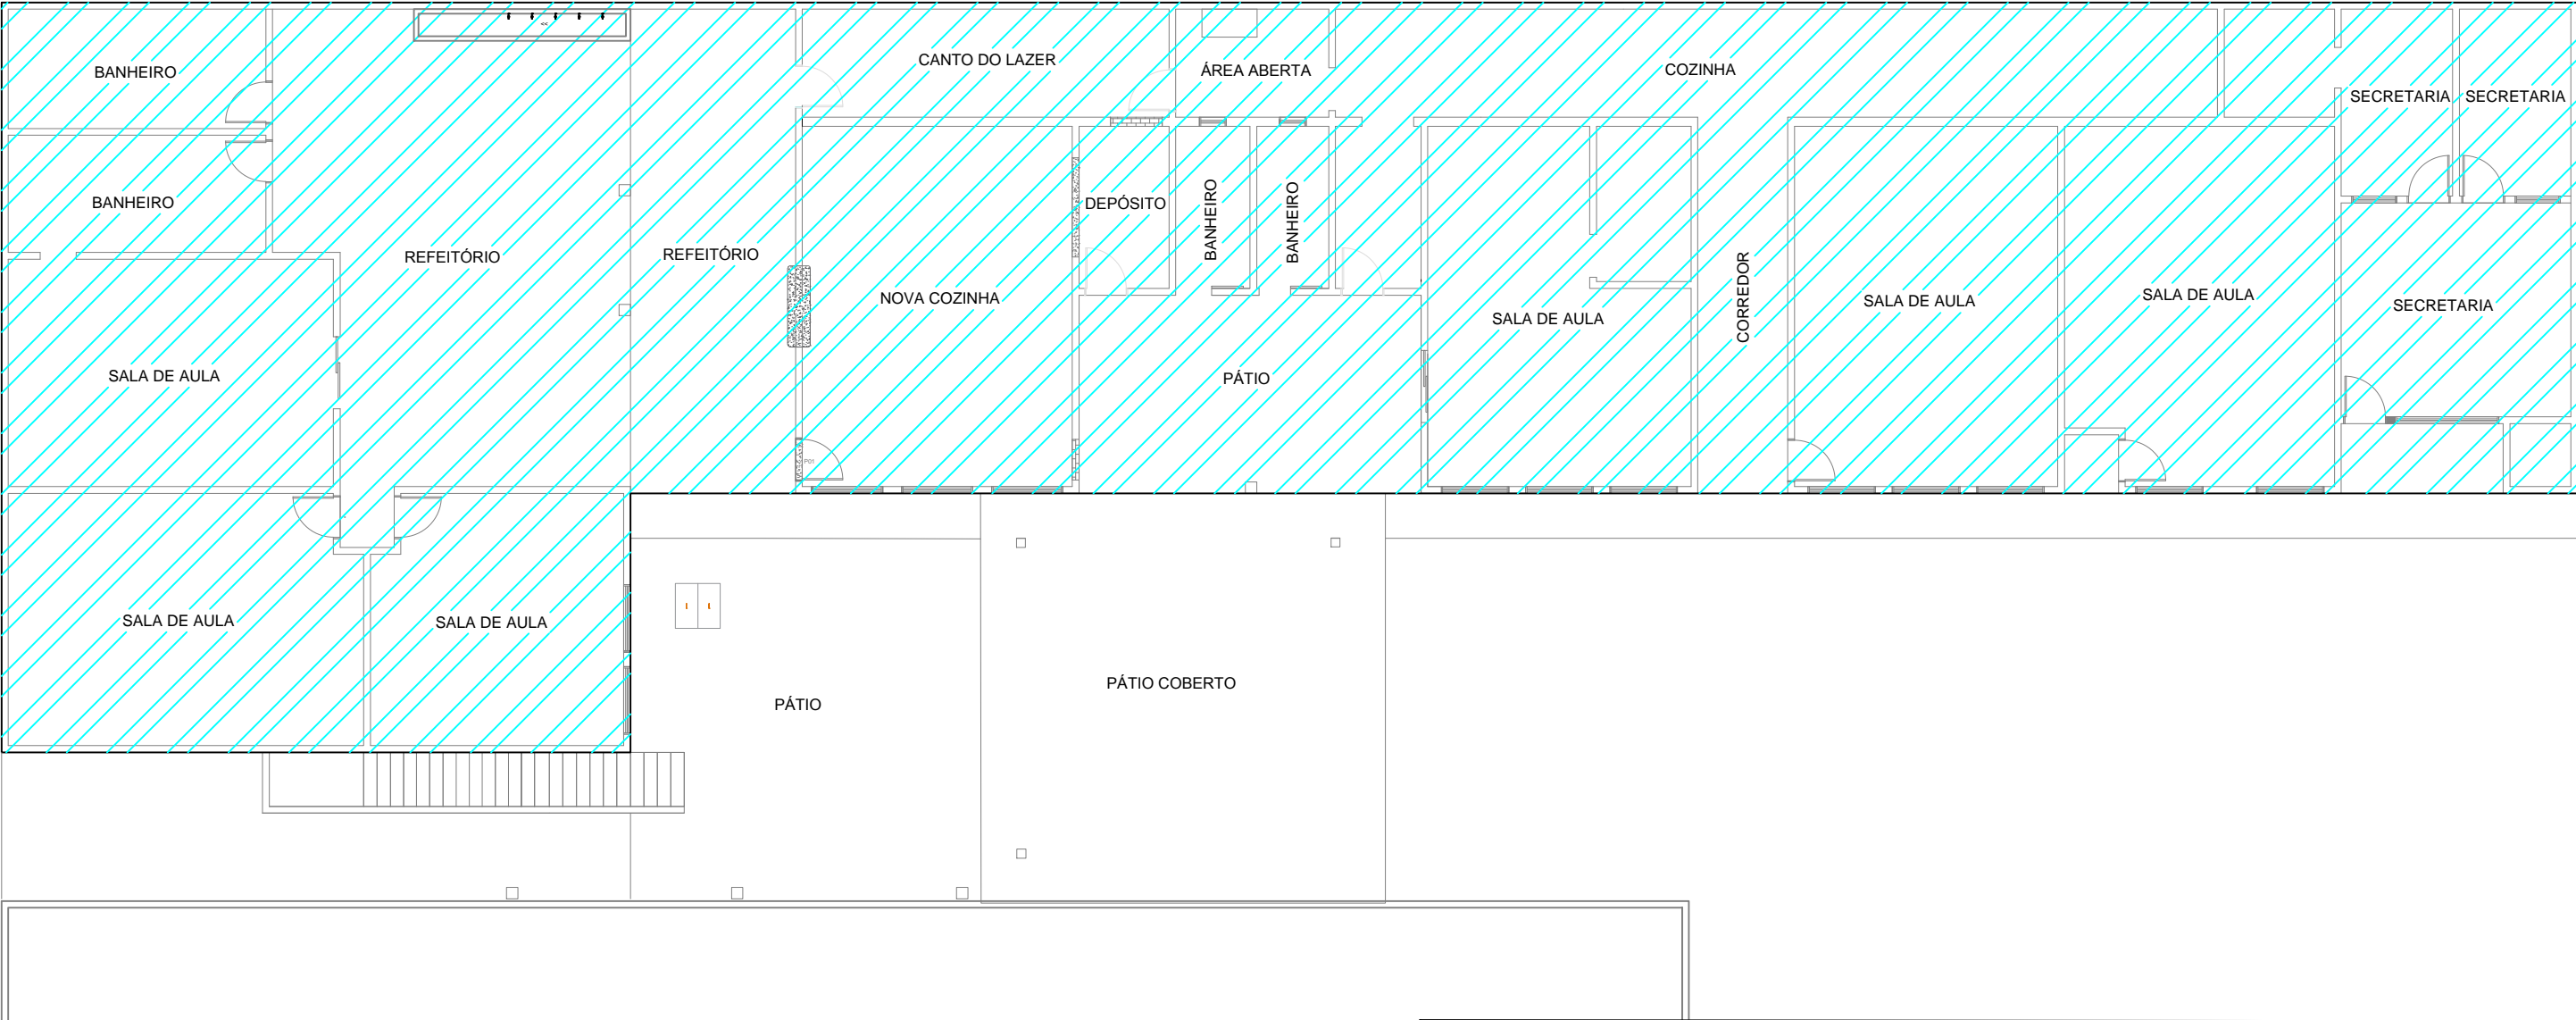 BANHEIRO
CANTO DO LAZER
ÁREA ABERTA
COZINHA
SECRETARIA
SECRETARIA
BANHEIRO
DEPÓSITO
BANHEIRO
BANHEIRO
REFEITÓRIO
REFEITÓRIO
NOVA COZINHA
SALA DE AULA
CORREDOR
SALA DE AULA
SALA DE AULA
SECRETARIA
SALA DE AULA
PÁTIO
P01
SALA DE AULA
SALA DE AULA
PÁTIO
PÁTIO COBERTO